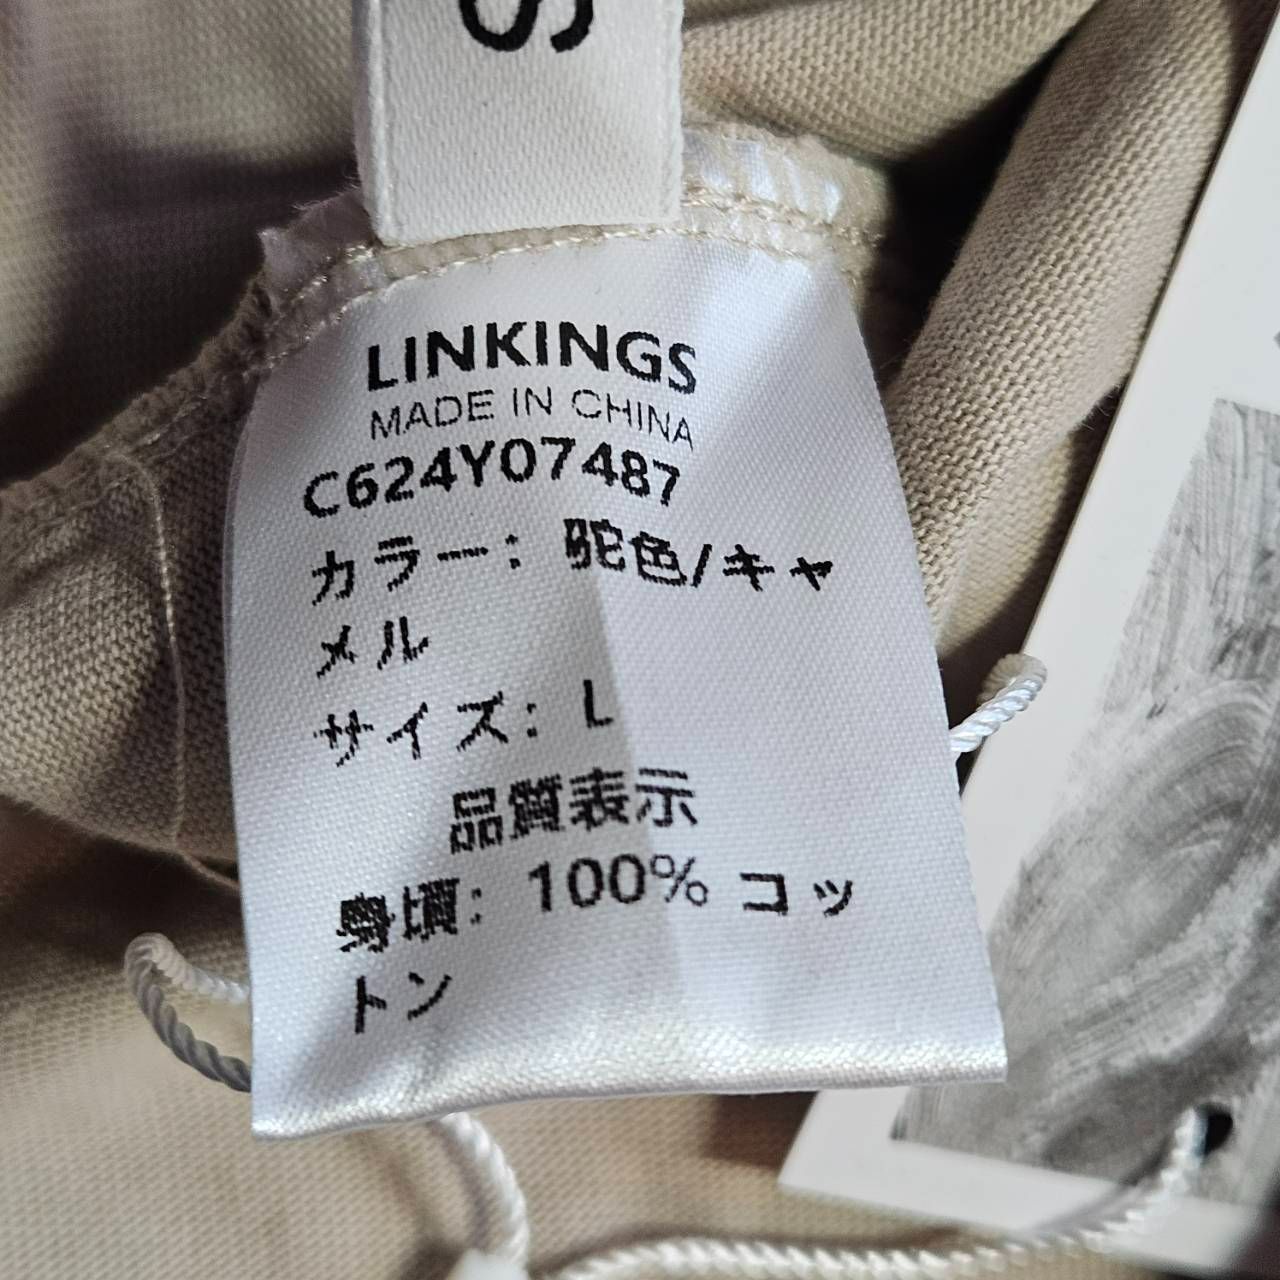 LINKINGS
MADE IN CHINA
C624Y07487
カラー: 驼色/キャ
メル
サイズ: L
品質表示
身頃: 100% コッ
トン